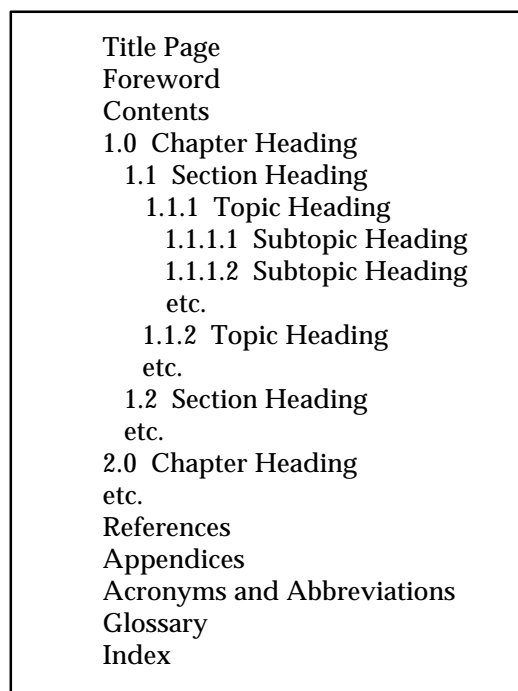 Title Page
Foreword
Contents
1.0 Chapter Heading
1.1 Section Heading
1.1.1 Topic Heading
1.1.1.1 Subtopic Heading
1.1.1.2 Subtopic Heading
etc.
1.1.2 Topic Heading
etc.
1.2 Section Heading
etc.
2.0 Chapter Heading
etc.
References
Appendices
Acronyms and Abbreviations
Glossary
Index